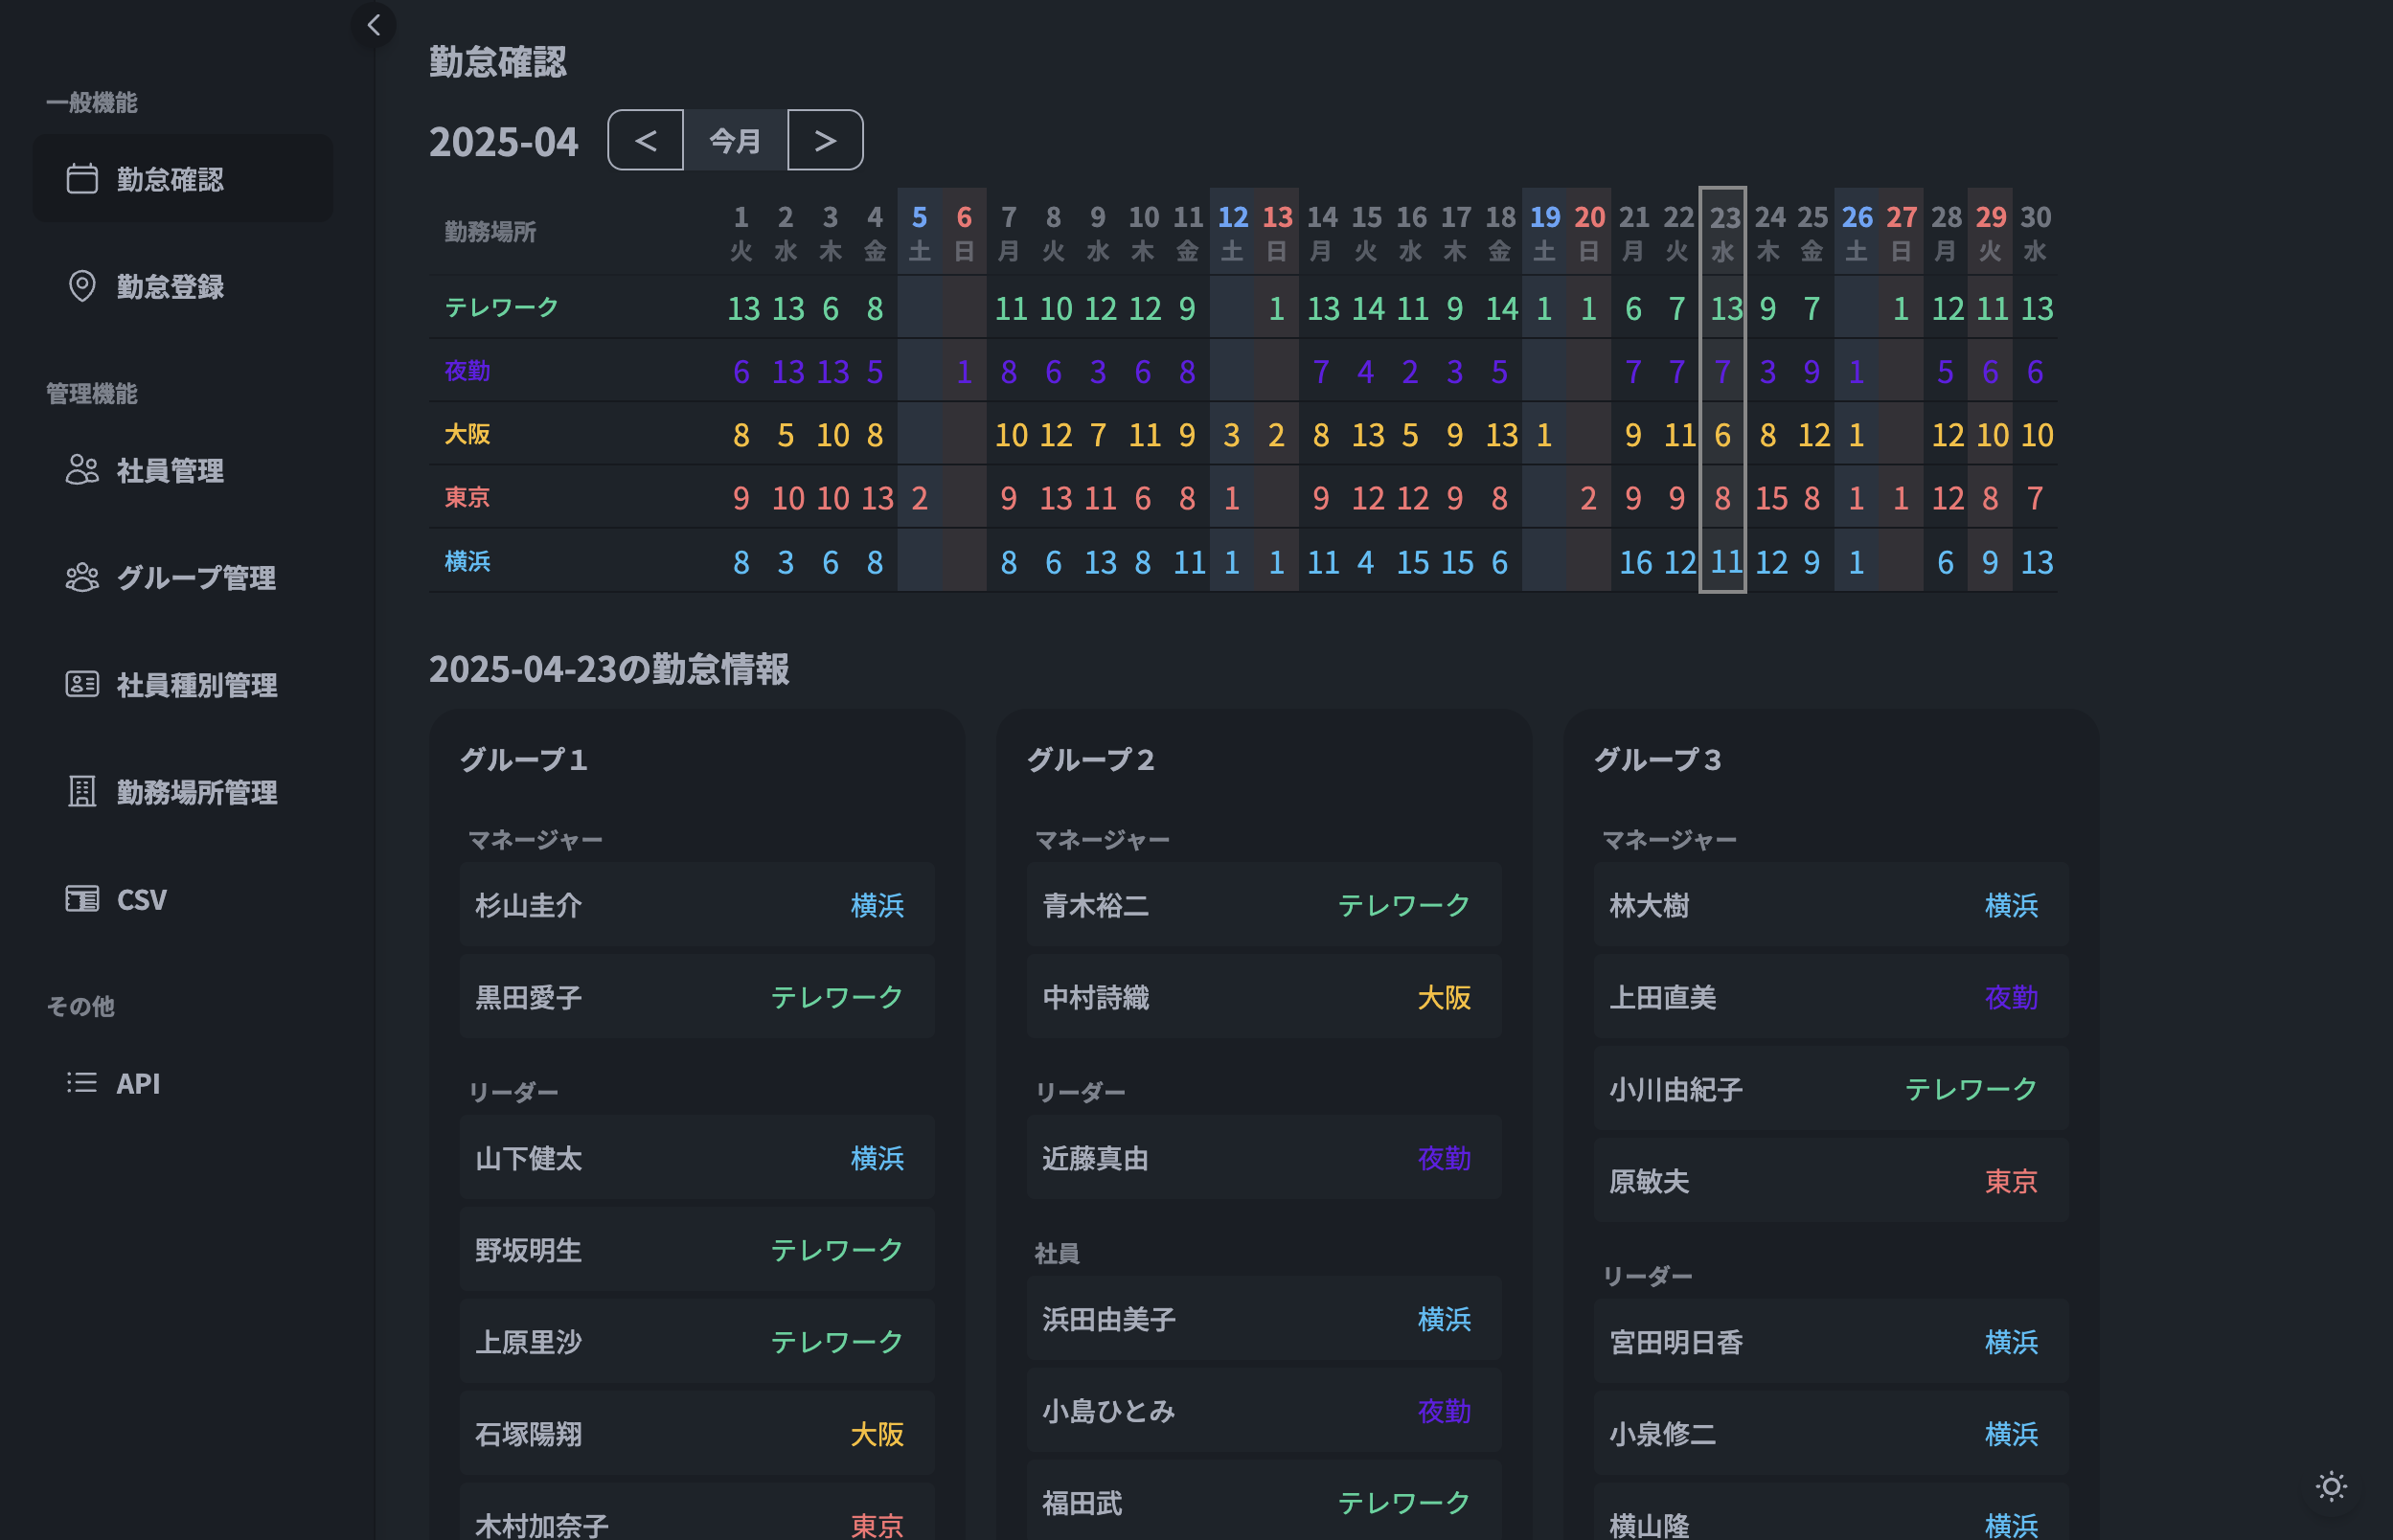 一般機能
勤怠確認
勤怠登録
管理機能
社員管理
グループ管理
社員種別管理
勤務場所管理
CSV
その他
API
勤怠確認
2025-04 < 今月 >
勤務場所 1 2 3 4 5 6 7 8 9 10 11 12 13 14 15 16 17 18 19 20 21 22 23 24 25 26 27 28 29 30
火 水 木 金 土 日 月 火 水 木 金 土 日 月 火 水 木 金 土 日 月 火 水 木 金 土 日 月 火 水
テレワーク 13 13 6 8 11 10 12 12 9 1 13 14 11 9 14 1 1 6 7 13 9 7 1 12 11 13
夜勤 6 13 13 5 1 8 6 3 6 8 7 4 2 3 5 7 7 7 3 9 1 5 6 6
大阪 8 5 10 8 10 12 7 11 9 3 2 8 13 5 9 13 1 9 11 6 8 12 1 12 10 10
東京 9 10 10 13 2 9 13 11 6 8 1 9 12 12 9 8 2 9 9 8 15 8 1 1 12 8 7
横浜 8 3 6 8 8 6 13 8 11 1 1 11 4 15 15 6 16 12 11 12 9 1 6 9 13
2025-04-23の勤怠情報
グループ１
マネージャー
杉山圭介 横浜
黒田愛子 テレワーク
リーダー
山下健太 横浜
野坂明生 テレワーク
上原里沙 テレワーク
石塚陽翔 大阪
木村加奈子 東京
グループ２
マネージャー
青木裕二 テレワーク
中村詩織 大阪
リーダー
近藤真由 夜勤
社員
浜田由美子 横浜
小島ひとみ 夜勤
福田武 テレワーク
グループ３
マネージャー
林大樹 横浜
上田直美 夜勤
小川由紀子 テレワーク
原敏夫 東京
リーダー
宮田明日香 横浜
小泉修二 横浜
横山隆 横浜